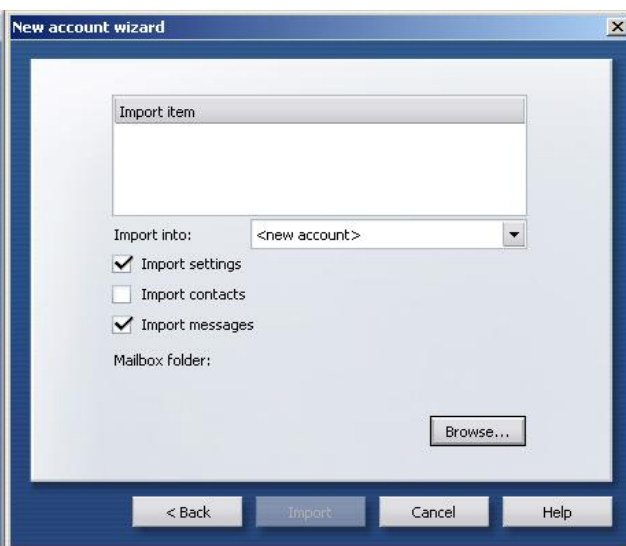 New account wizard
Import item
Import into: <new account>
Import settings
Import contacts
Import messages
Mailbox folder:
Browse...
< Back Import Cancel Help